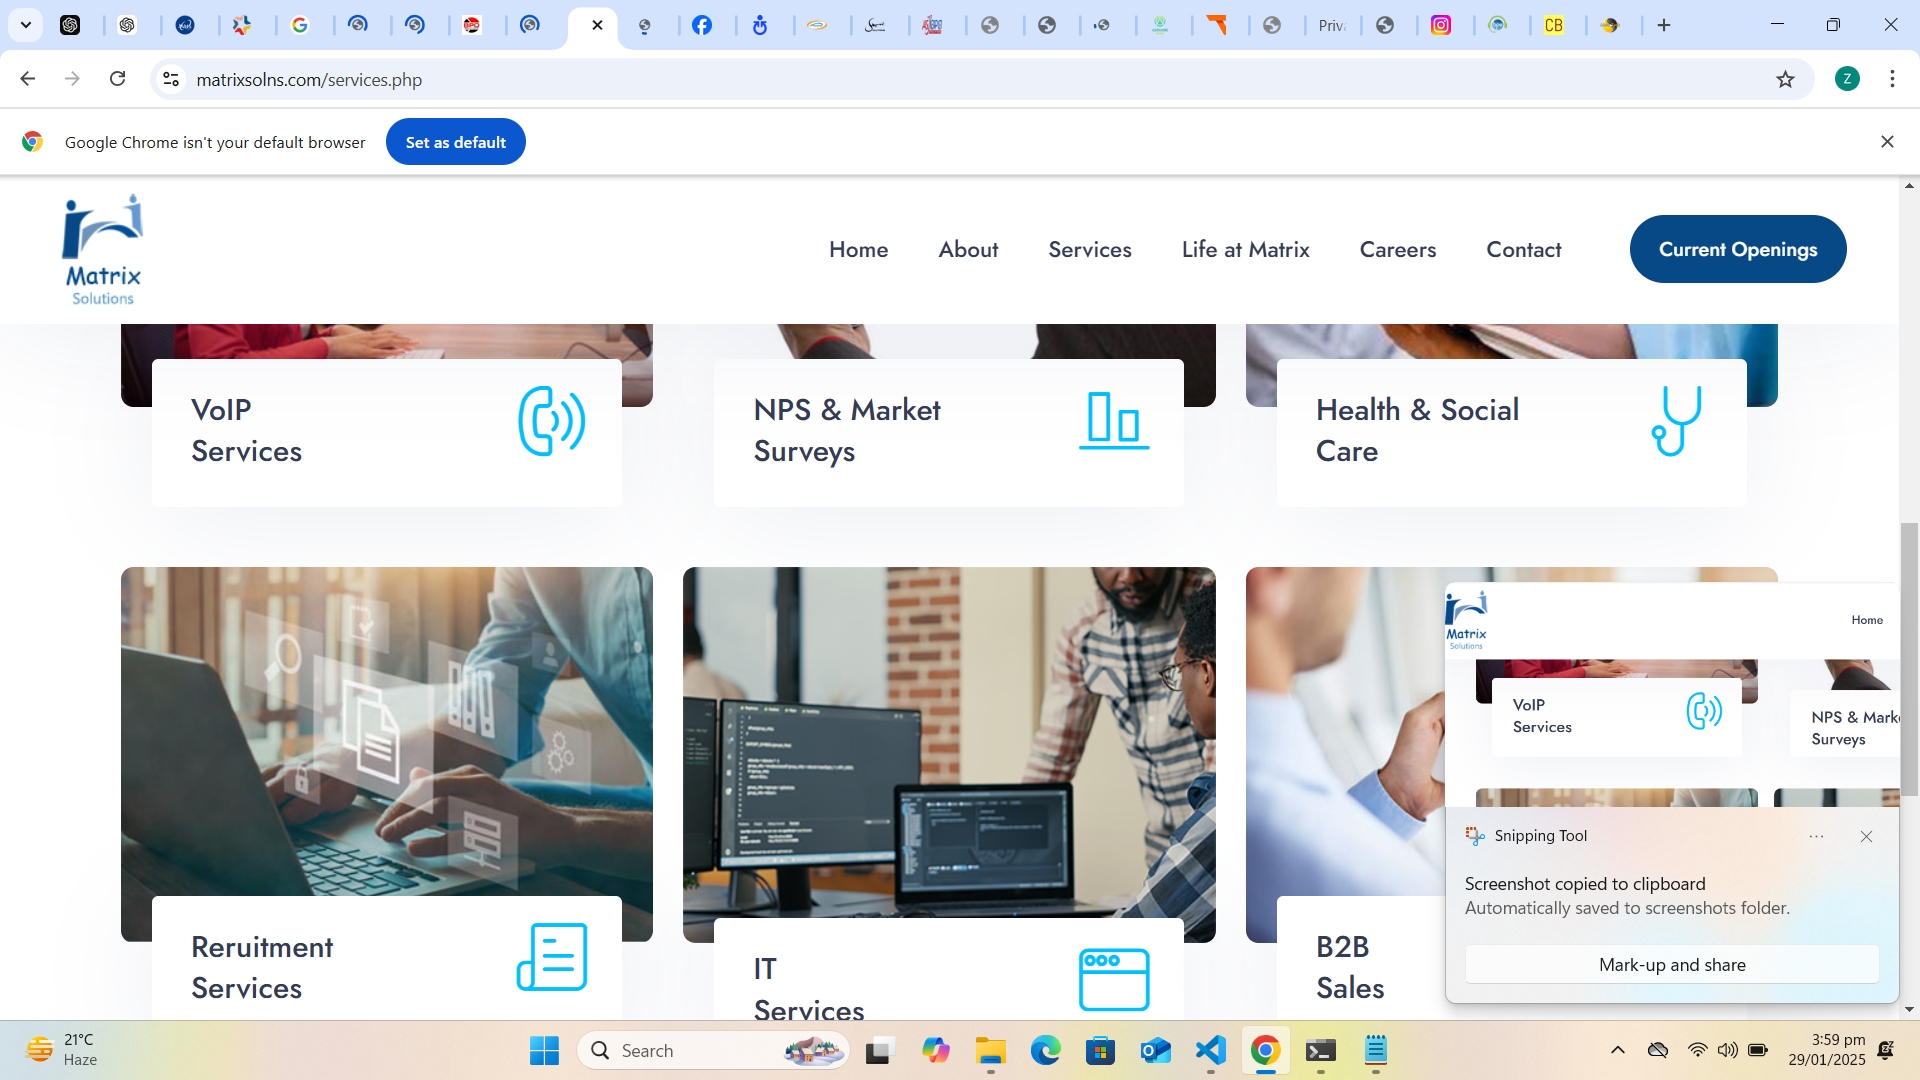 matrixsolns.com/services.php
Z
Google Chrome isn't your default browser
Set as default
Priv
CB
Matrix
Solutions
Home
About
Services
Life at Matrix
Careers
Contact
Current Openings
VoIP
Services
NPS & Market
Surveys
Health & Social
Care
Reruitment
Services
IT
Services
B2B
Sales
Matrix
Solutions
Home
VoIP
Services
NPS & Marke
Surveys
Snipping Tool
Screenshot copied to clipboard
Automatically saved to screenshots folder.
Mark-up and share
21°C
Haze
Search
3:59 pm
29/01/2025